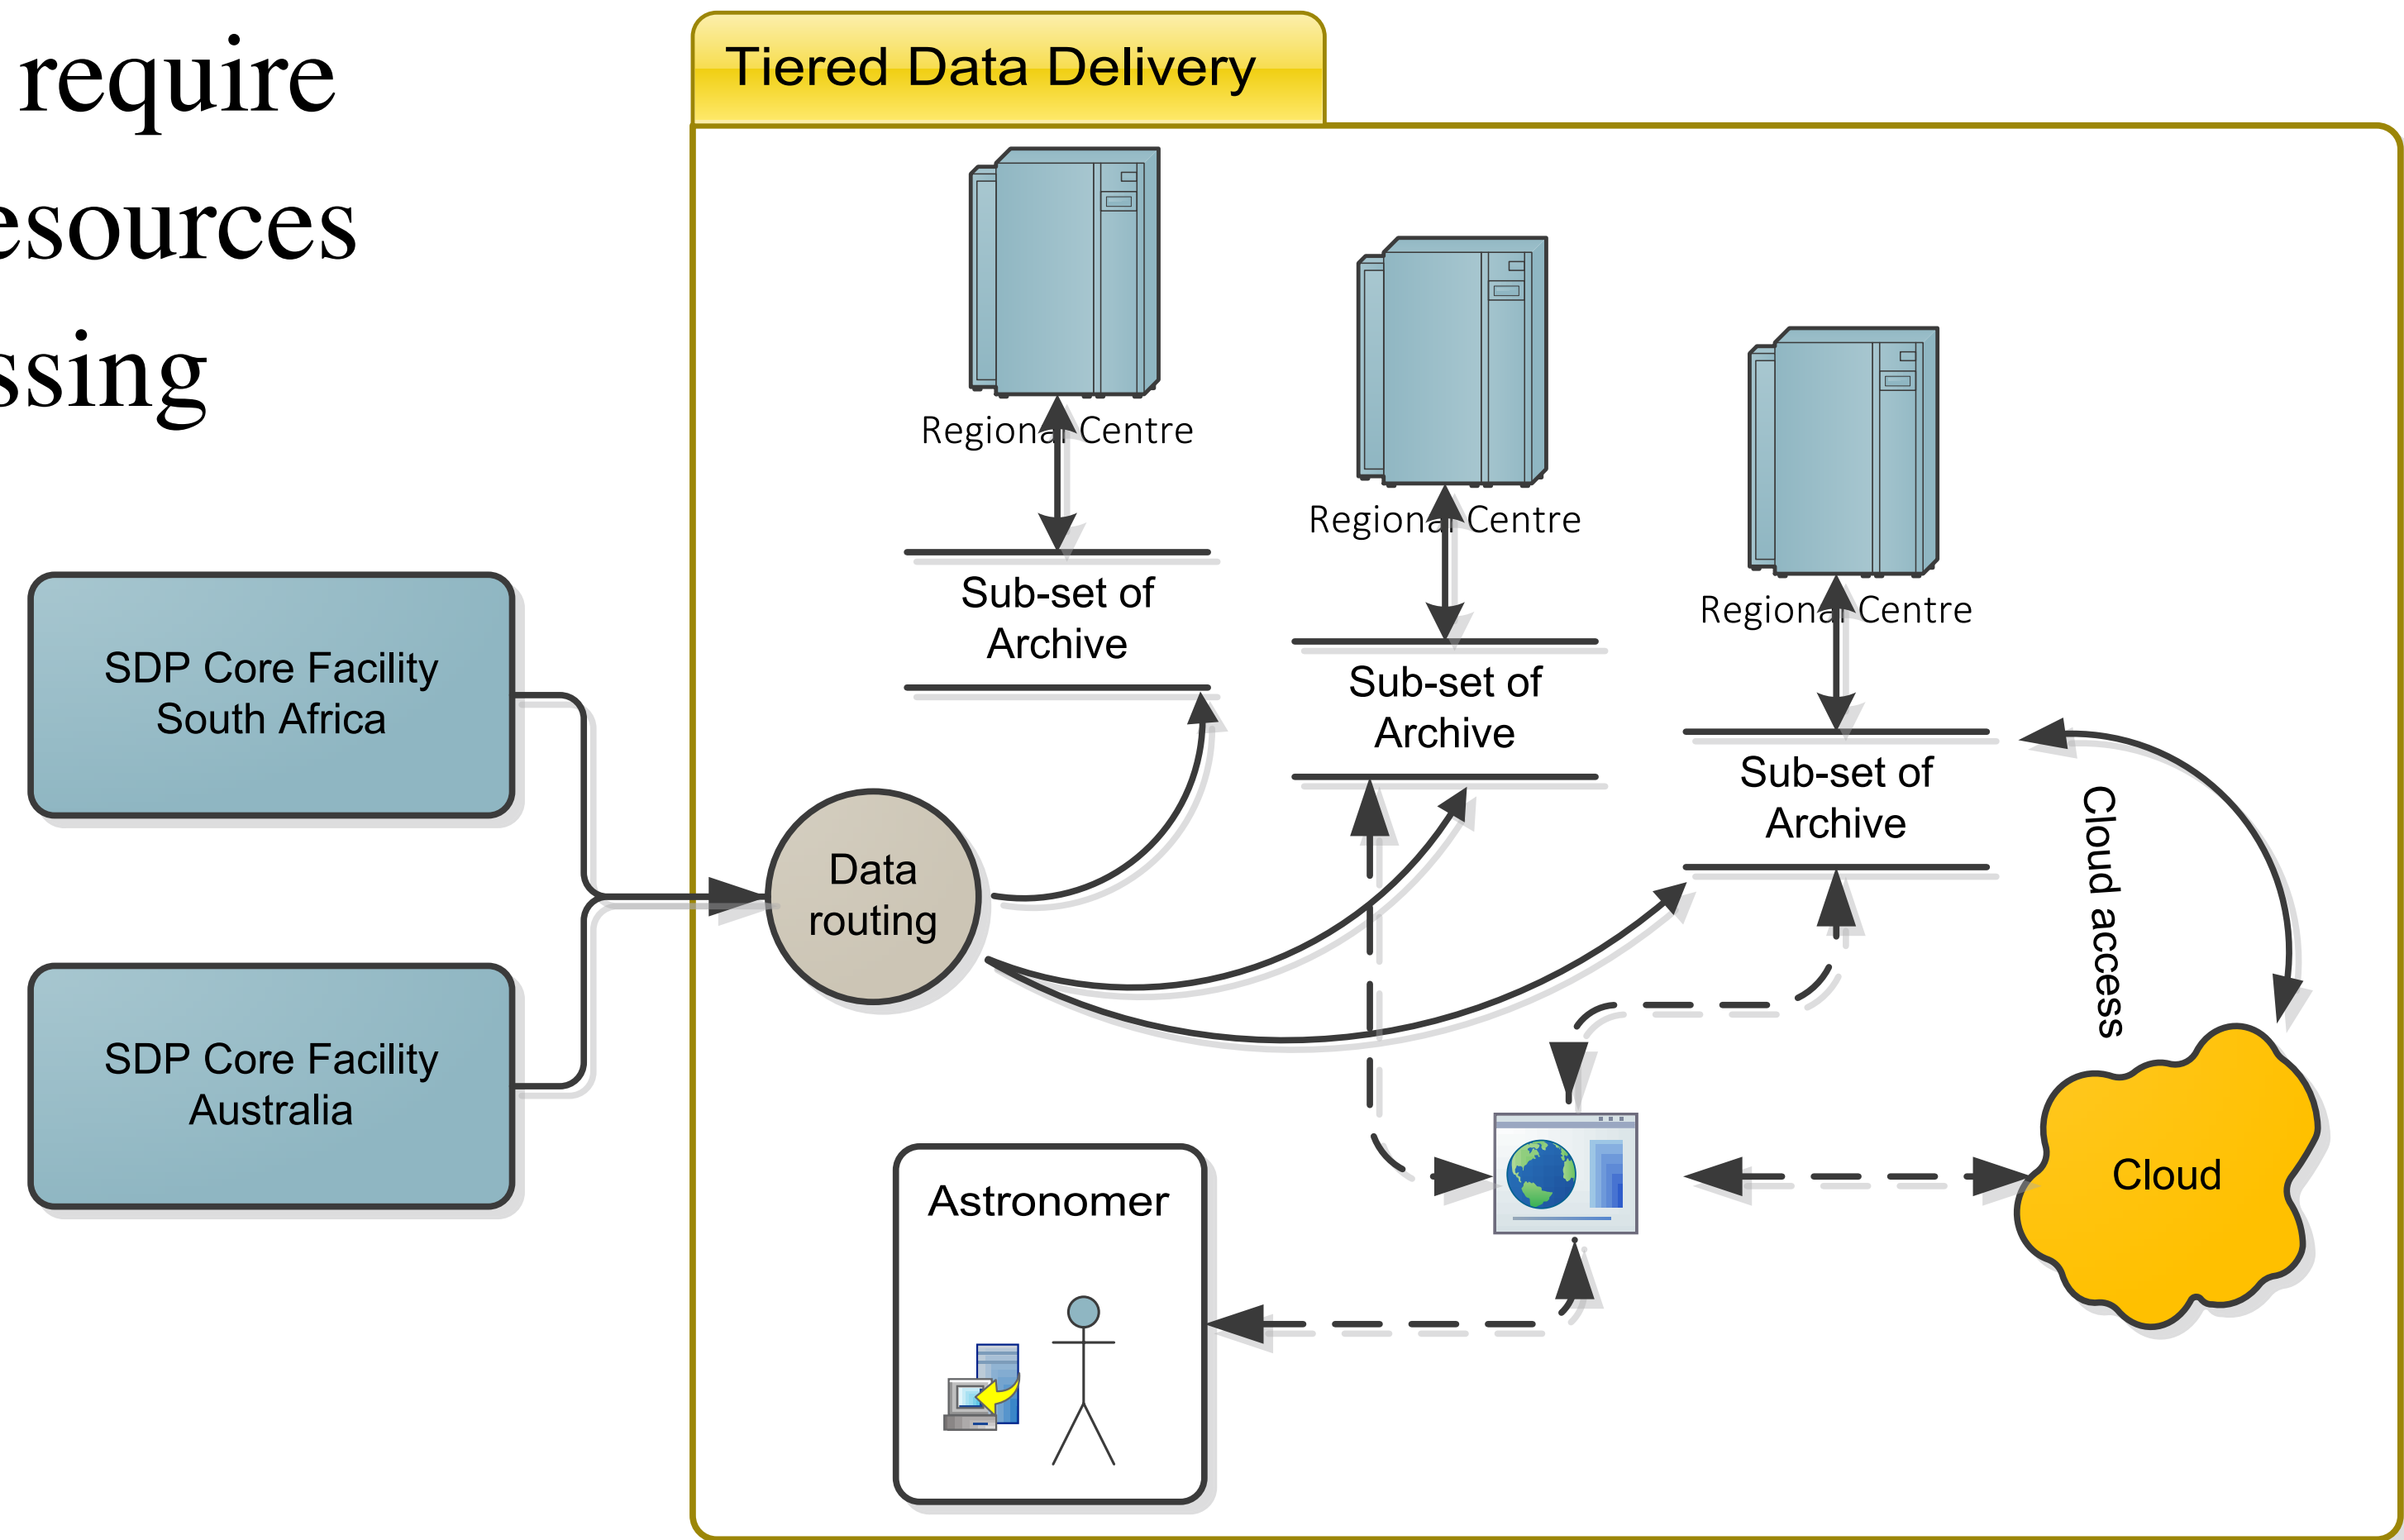 require
esources
ssing
Tiered Data Delivery
Regional Centre
Regional Centre
Regional Centre
Sub-set of
Archive
Sub-set of
Archive
Sub-set of
Archive
SDP Core Facility
South Africa
SDP Core Facility
Australia
Data
routing
Cloud access
Cloud
Astronomer